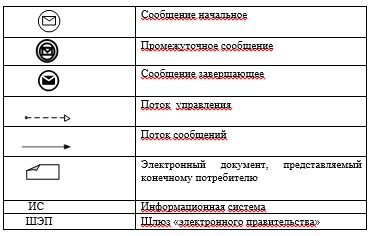 Сообщение начальное
Промежуточное сообщение
Сообщение завершающее
Поток управления
Поток сообщений
Электронный документ, представляемый
конечному потребителю
ИС Информационная система
ШЭП Шлюз «электронного правительства»